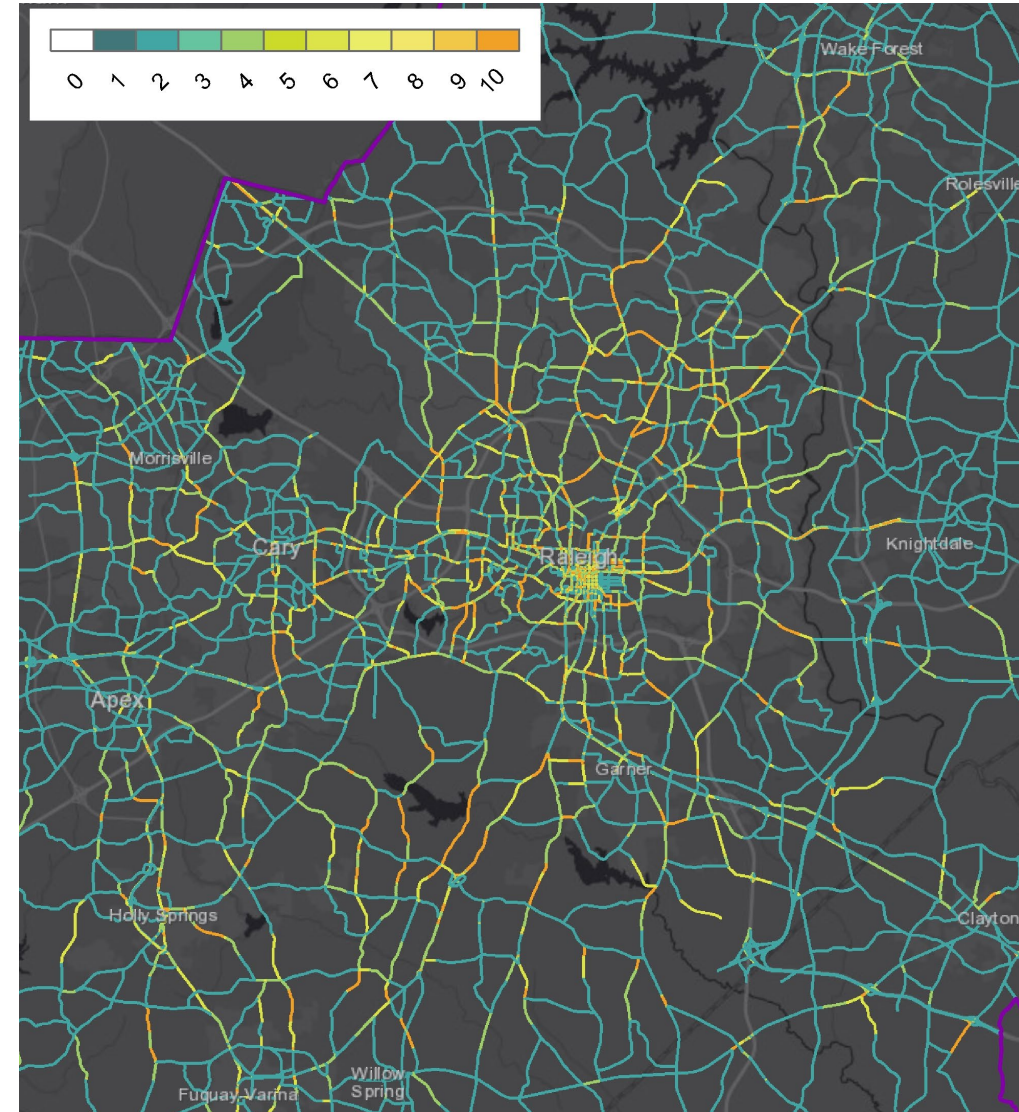 0 1 2 3 4 5 6 7 8 9 10
Wake Forest
Rolesville
Morrisville
Cary
Raleigh
Knightdale
Apex
Garner
Holly Springs
Clayton
Willow
Spring
Fuquay-Varina